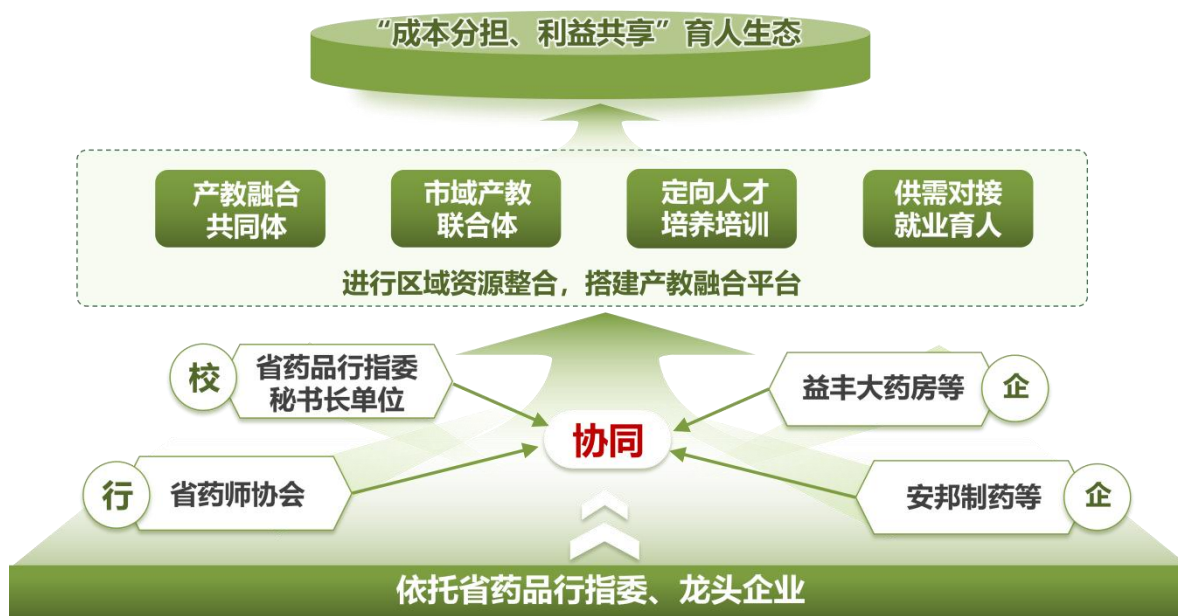 “成本分担、利益共享”育人生态
产教融合
共同体
市域产教
联合体
定向人才
培养培训
供需对接
就业育人
进行区域资源整合，搭建产教融合平台
校
省药品行指委
秘书长单位
益丰大药房等
企
协同
行
省药师协会
安邦制药等
企
依托省药品行指委、龙头企业